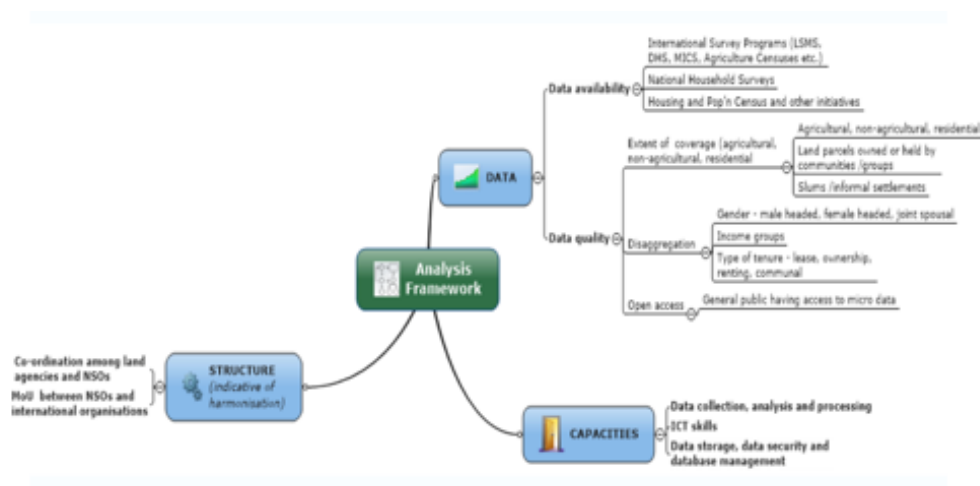 International Survey Programs (LSMS,
DHS, MICS, Agriculture Censuses etc.)
Data availability
National Household Surveys
Housing and Pop'n Census and other initiatives
Agricultural, non-agricultural, residential
Extent of coverage (agricultural,
non-agricultural, residential
Land parcels owned or held by
communities /groups
Slums /informal settlements
DATA
Data quality
Gender - male headed, female headed, joint spousal
Disaggregation
Income groups
Type of tenure - lease, ownership,
renting, communal
Open access
General public having access to micro data
Analysis
Framework
Co-ordination among land
agencies and NSOs
MoU between NSOs and
international organisations
STRUCTURE
(indicative of
harmonisation)
CAPACITIES
Data collection, analysis and processing
ICT skills
Data storage, data security and
database management